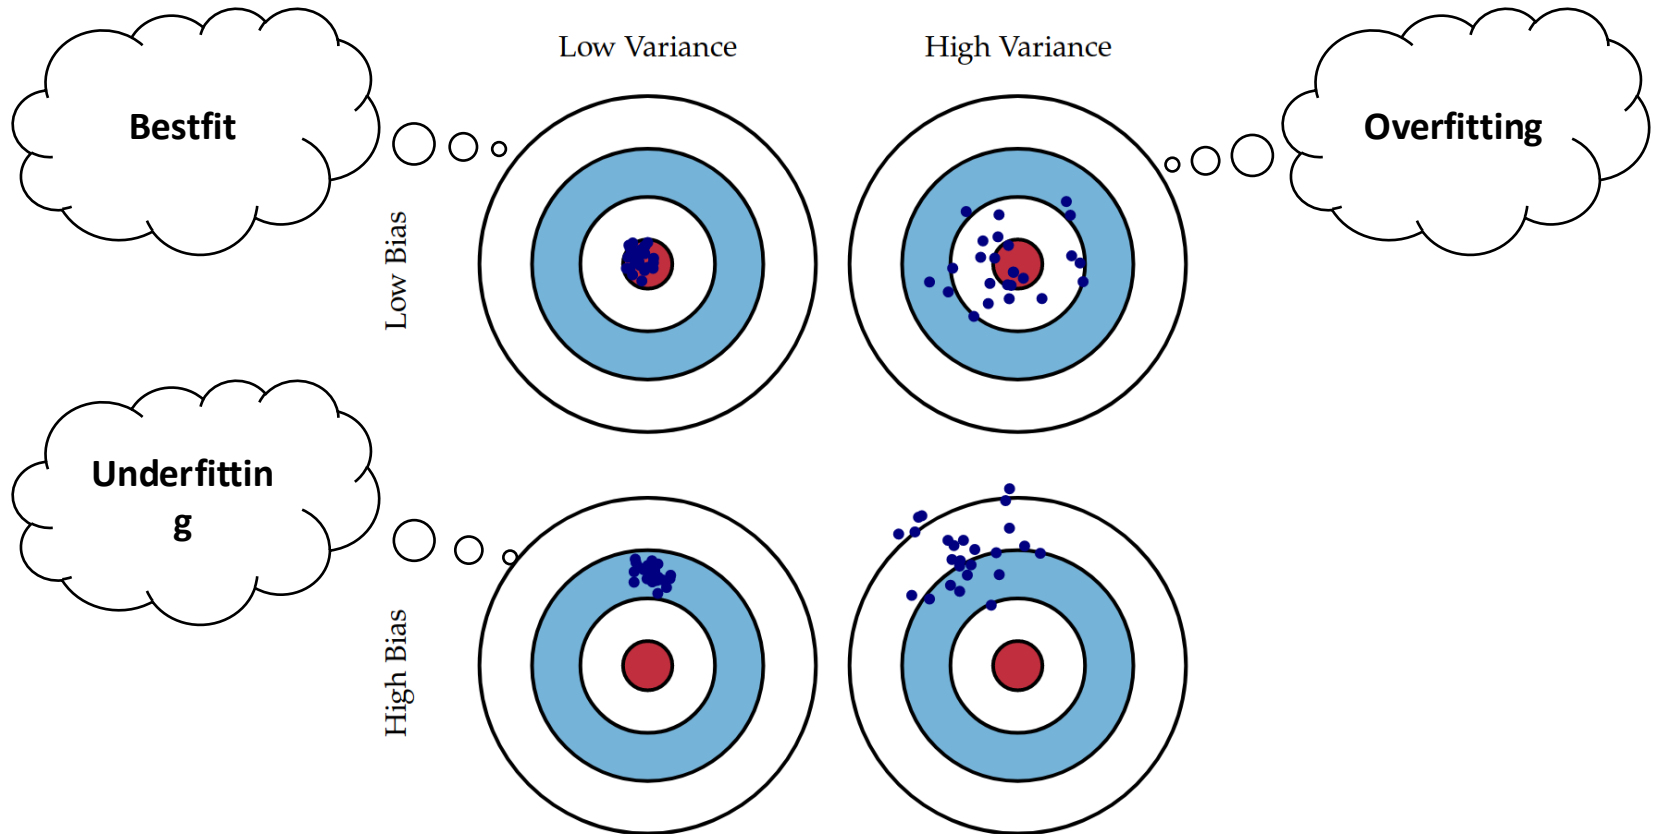 Low Variance
High Variance
Bestfit
Overfitting
Low Bias
Underfittin
g
High Bias